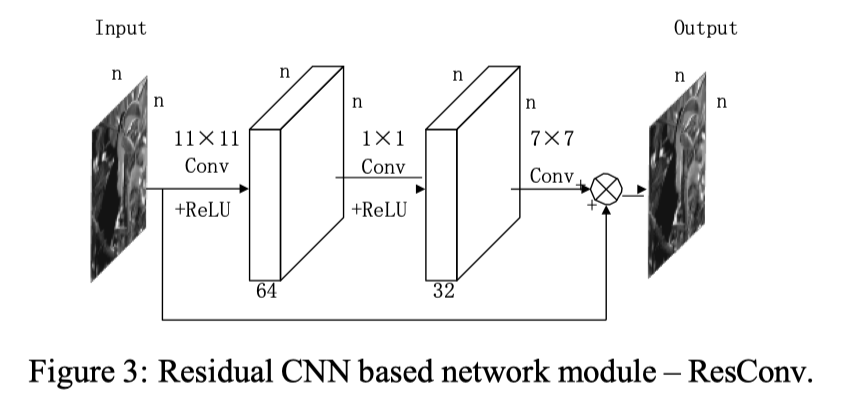 Input
Output
n
n
n
n
n
n
n
n
11×11
Conv
+ReLU
1×1
Conv
+ReLU
7×7
Conv
+
+
64
32
Figure 3: Residual CNN based network module – ResConv.